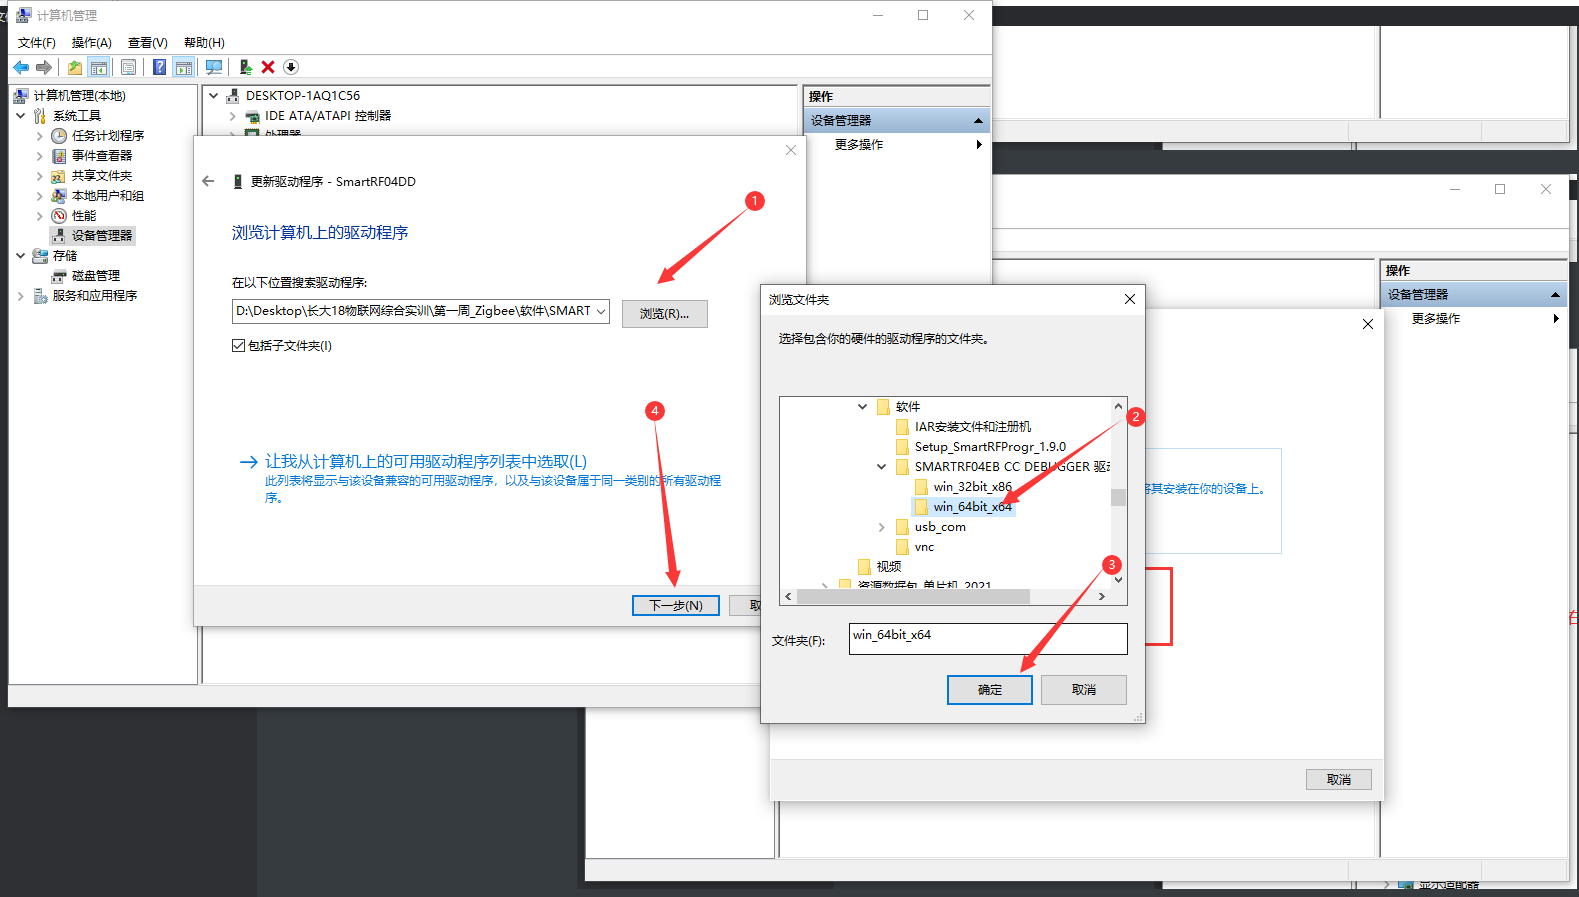 计算机管理
文件(F) 操作(A) 查看(V) 帮助(H)
计算机管理(本地)
系统工具
任务计划程序
事件查看器
共享文件夹
本地用户和组
性能
设备管理器
存储
磁盘管理
服务和应用程序
DESKTOP-1AQ1C56
IDE ATA/ATAPI 控制器
处理器
操作
设备管理器
更多操作
更新驱动程序 - SmartRF04DD
浏览计算机上的驱动程序
在以下位置搜索驱动程序:
D:\Desktop\长大18物联网综合实训\第一周_Zigbee\软件\SMART
浏览(R)...
包括子文件夹(I)
让我从计算机上的可用驱动程序列表中选取(L)
此列表将显示与该设备兼容的可用驱动程序，以及与该设备属于同一类别的所有驱动程
序。
下一步(N)
取
1
4
浏览文件夹
选择包含你的硬件的驱动程序的文件夹。
软件
IAR安装文件和注册机
Setup_SmartRFProgr_1.9.0
SMARTRF04EB CC DEBUGGER 驱动
win_32bit_x86
win_64bit_x64
usb_com
vnc
视频
资源数据包_单片机_2021
文件夹(F):
win_64bit_x64
确定
取消
2
3
操作
设备管理器
更多操作
将其安装在你的设备上。
取消
在
显示适配器